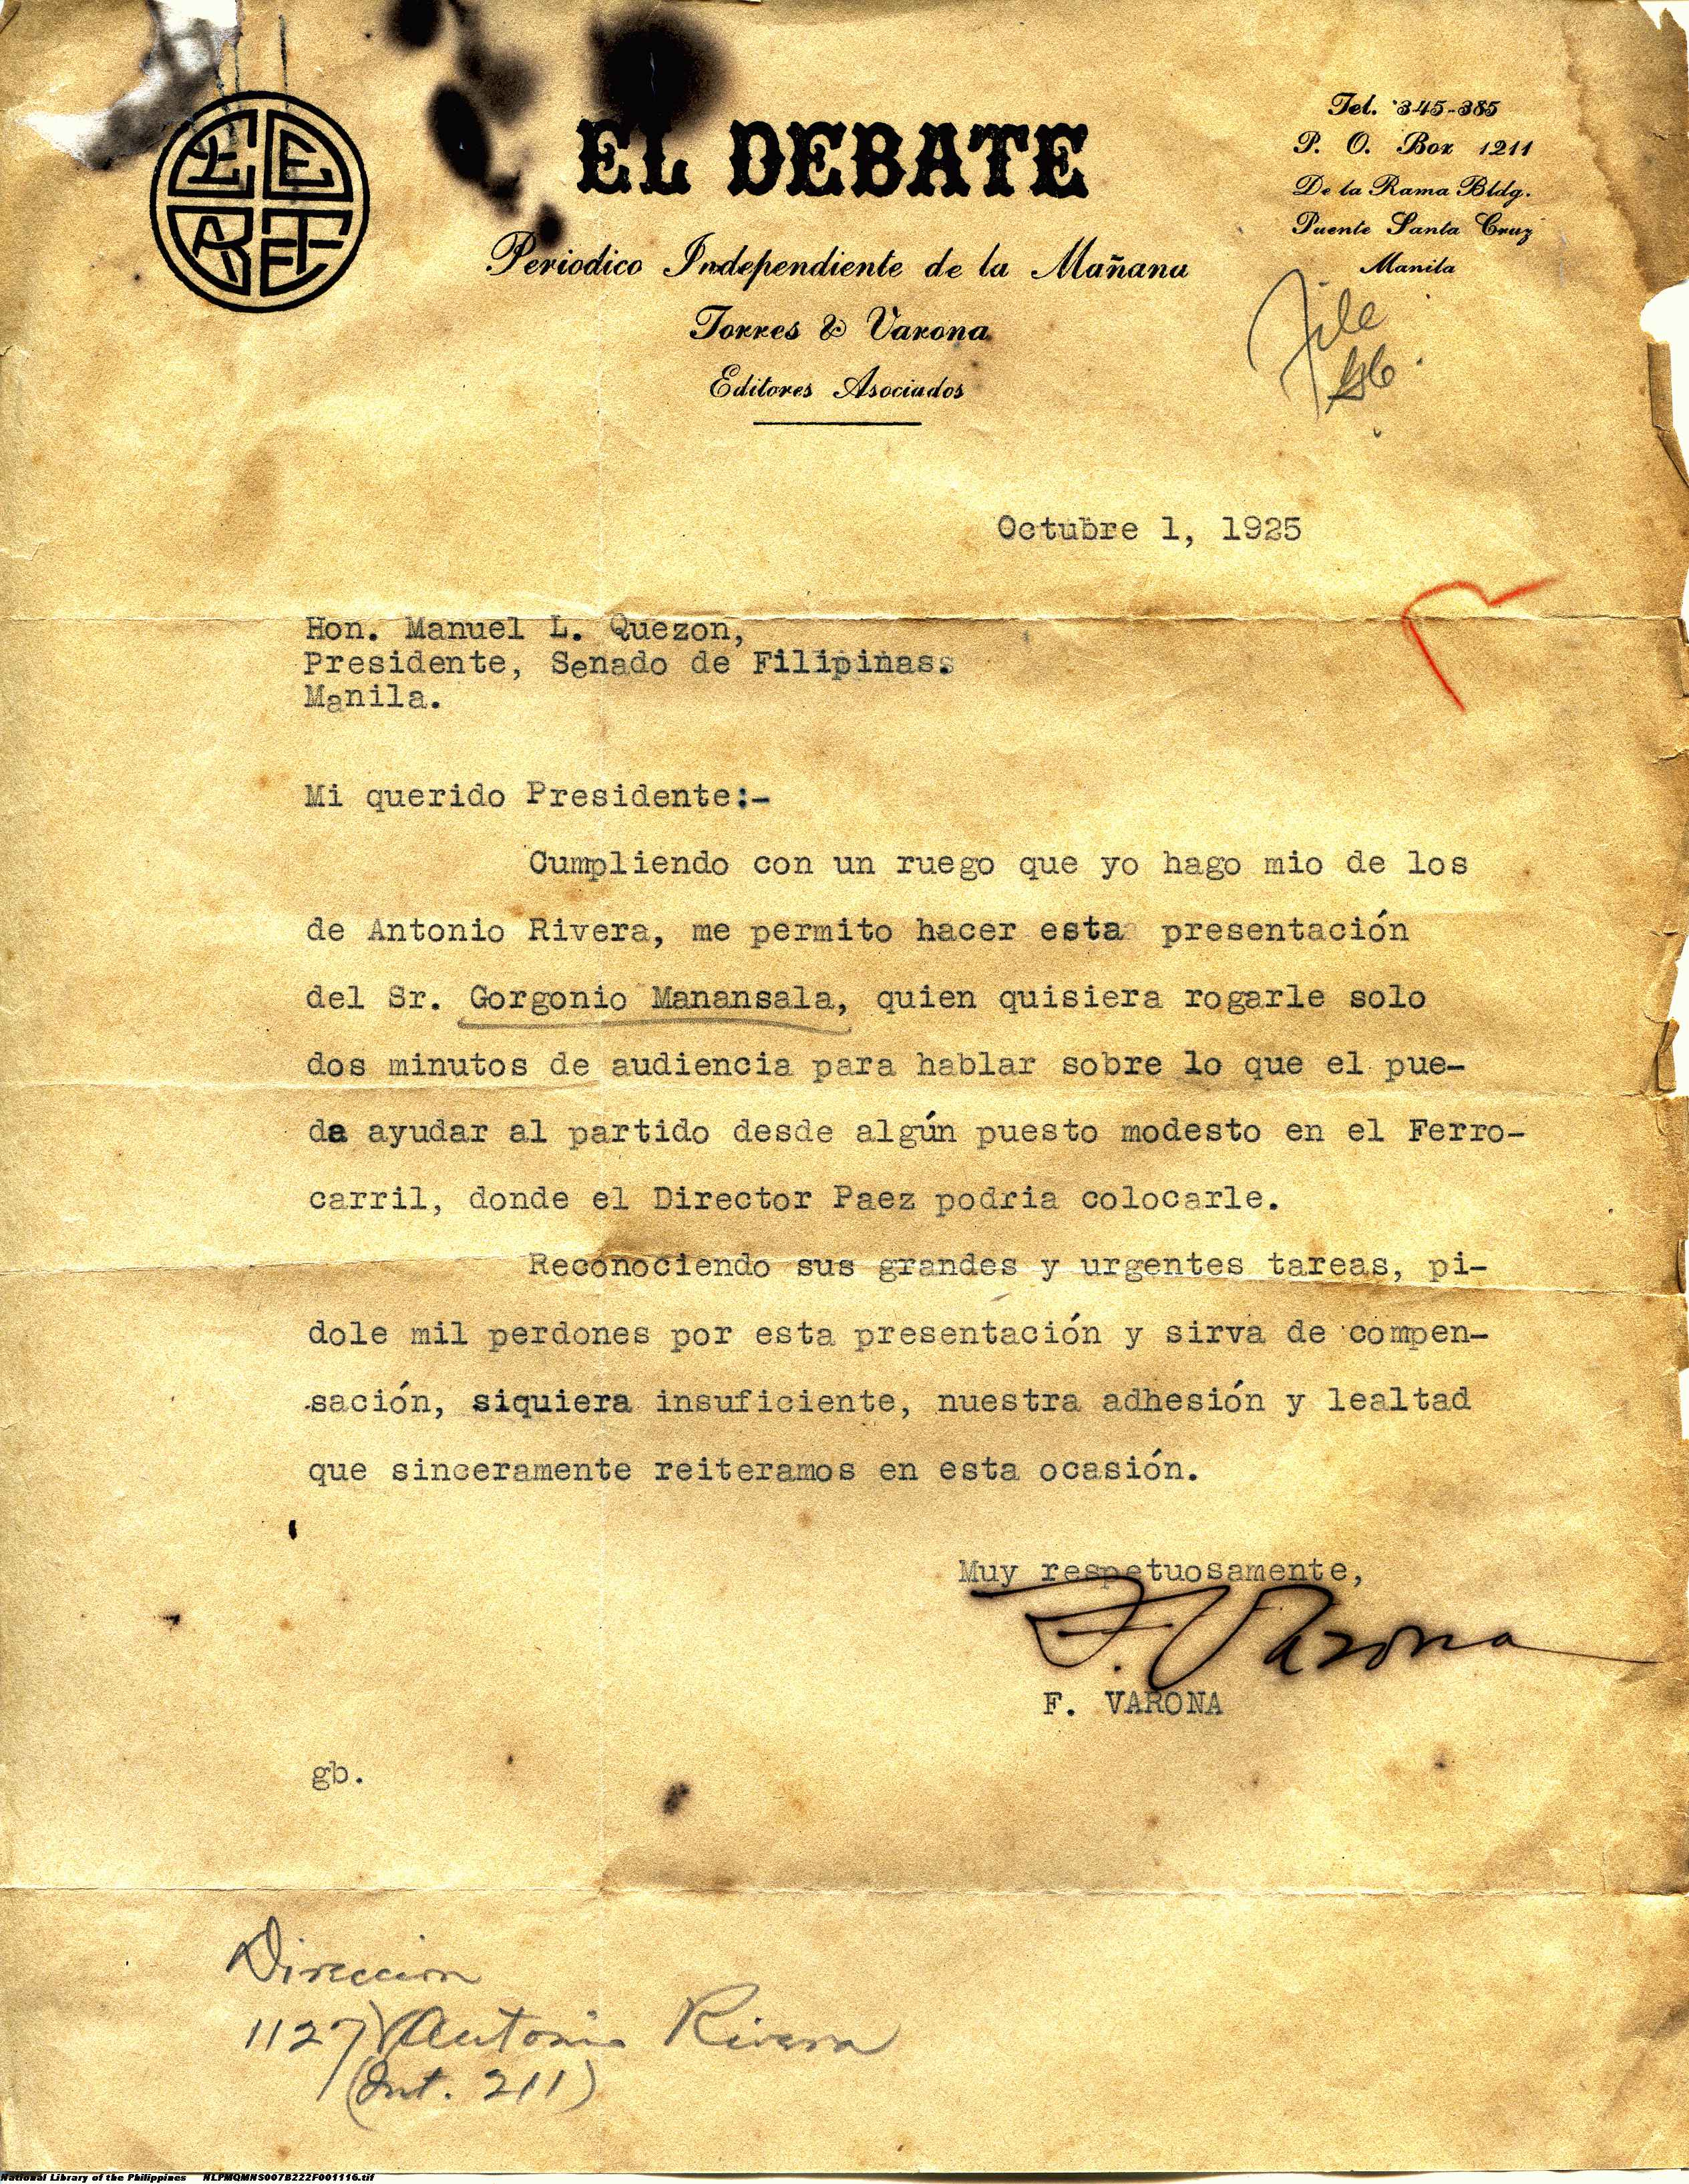 EL DEBATE
Periodico Independiente de la Mañana
Torres & Varona
Editores Asociados
Tel. 345-385
P. O. Box 1211
De la Rama Bldg.
Puente Santa Cruz
Manila
File
Octubre 1, 1925
Hon. Manuel L. Quezon,
Presidente, Senado de Filipinas.
Manila.
Mi querido Presidente:-
Cumpliendo con un ruego que yo hago mio de los
de Antonio Rivera, me permito hacer esta presentación
del Sr. Gorgonio Manansala, quien quisiera rogarle solo
dos minutos de audiencia para hablar sobre lo que el pue-
da ayudar al partido desde algún puesto modesto en el Ferro-
carril, donde el Director Paez podria colocarle.
Reconociendo sus grandes y urgentes tareas, pi-
dole mil perdones por esta presentación y sirva de compen-
sación, siquiera insuficiente, nuestra adhesión y lealtad
que sinceramente reiteramos en esta ocasión.
Muy respetuosamente,
F. Varona
F. VARONA
gb.
Direccion
1127 Antonio Rivera
(Int. 211)
National Library of the Philippines NLPMQMNS007B222F001116.tif